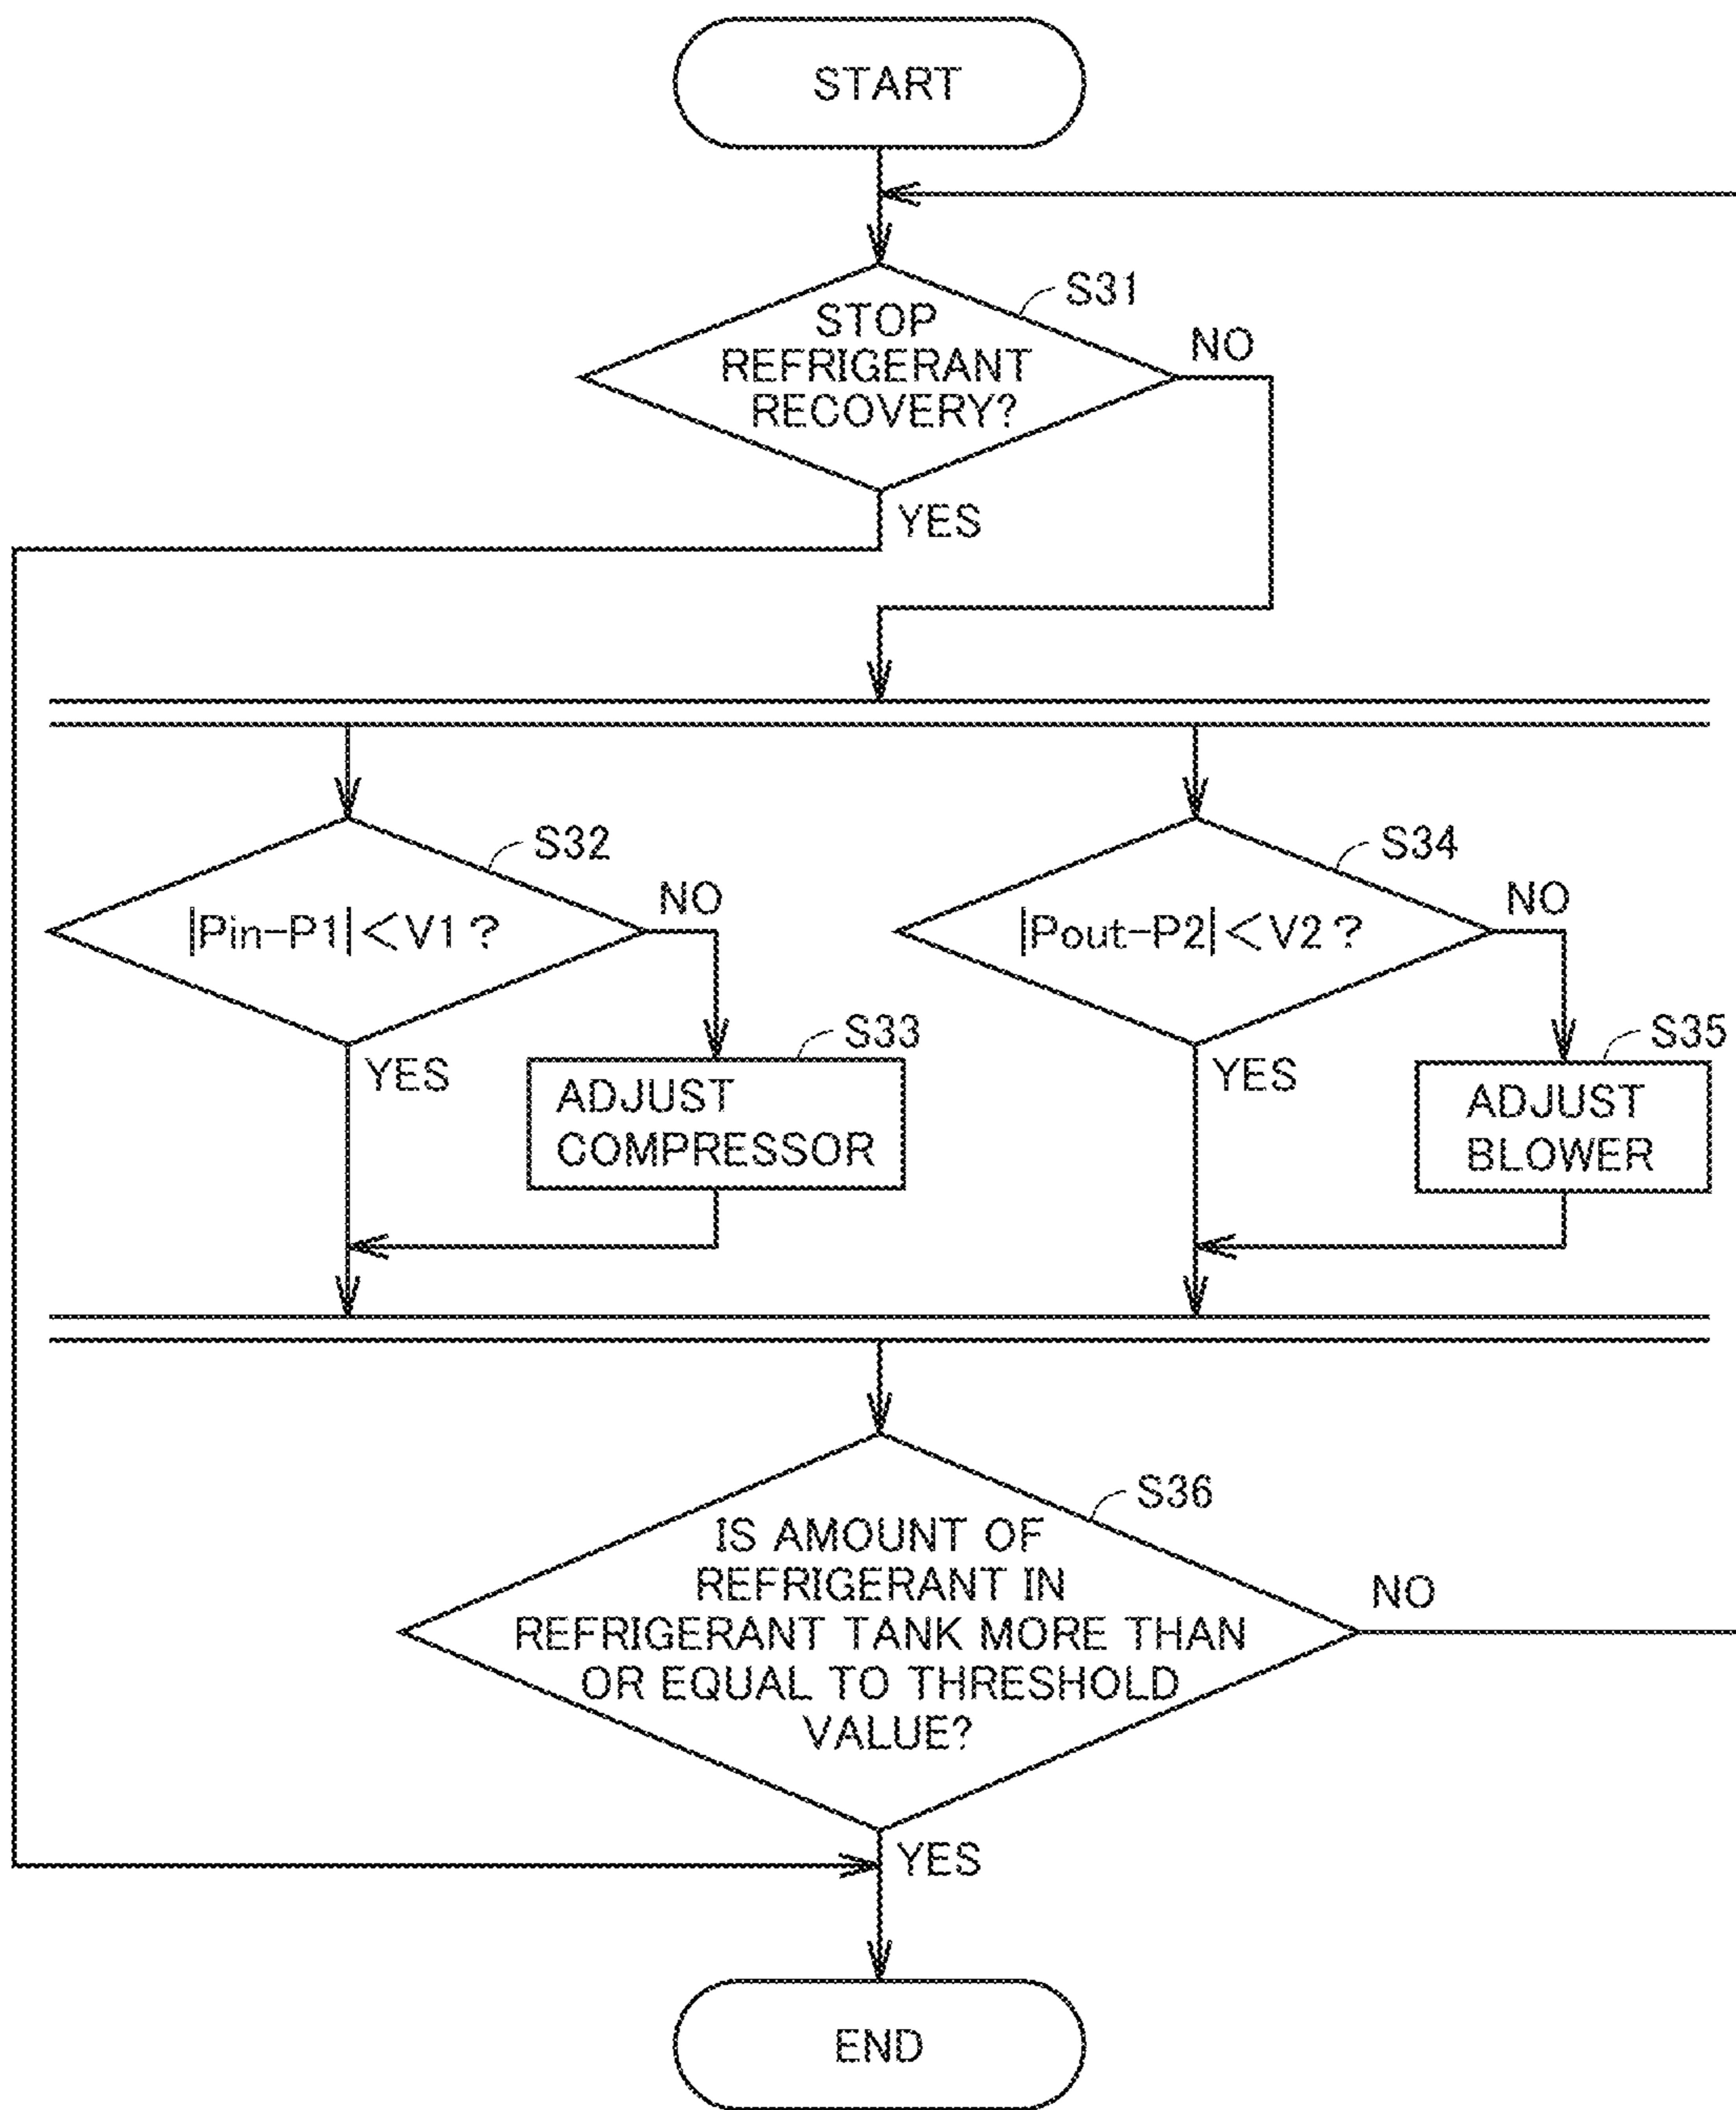 START
S31
STOP
REFRIGERANT
RECOVERY?
NO
YES
S32
|Pin-P1|<V1?
NO
YES
S33
ADJUST
COMPRESSOR
S34
|Pout-P2|<V2?
NO
YES
S35
ADJUST
BLOWER
S36
IS AMOUNT OF
REFRIGERANT IN
REFRIGERANT TANK MORE THAN
OR EQUAL TO THRESHOLD
VALUE?
NO
YES
END